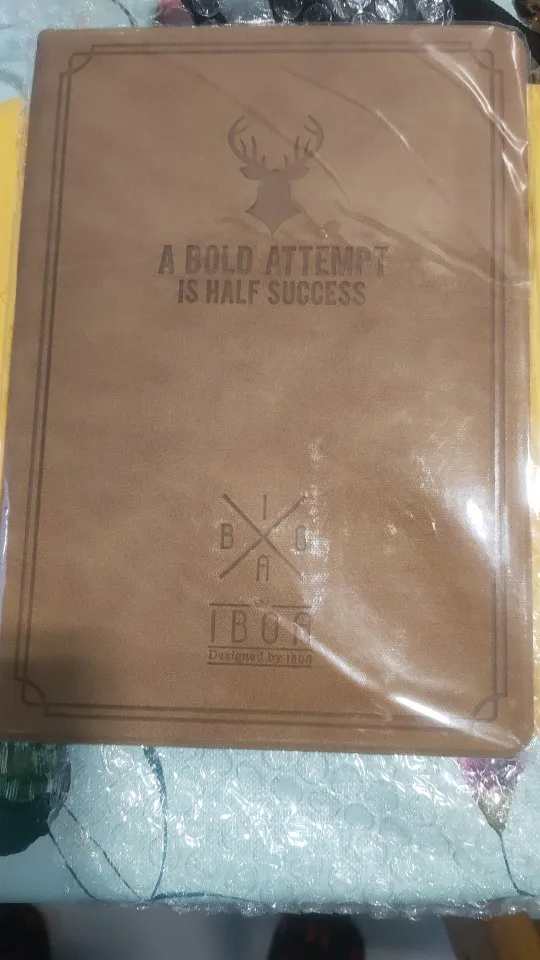 A BOLD ATTEMPT
IS HALF SUCCESS
I
B O
A
IBOA
Designed by IBOA